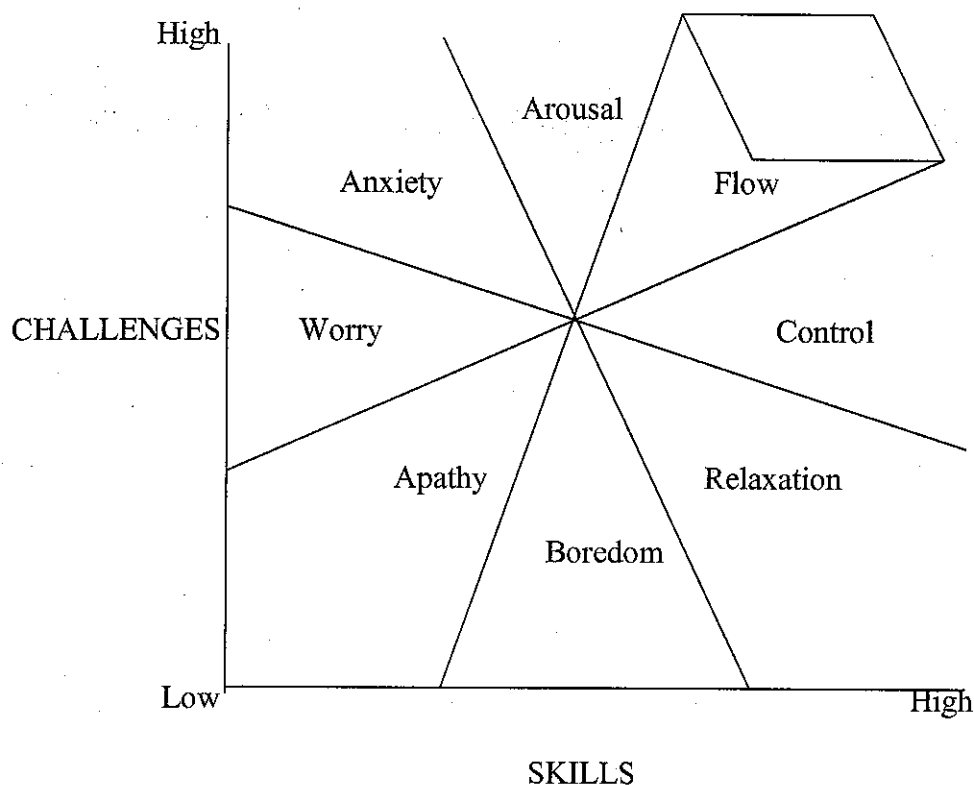 High
Arousal
Anxiety
Flow
CHALLENGES
Worry
Control
Apathy
Relaxation
Boredom
Low
High
SKILLS